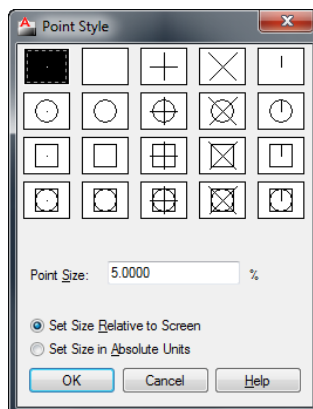 Point Style
Point Size: 5.0000 %
Set Size Relative to Screen
Set Size in Absolute Units
OK Cancel Help